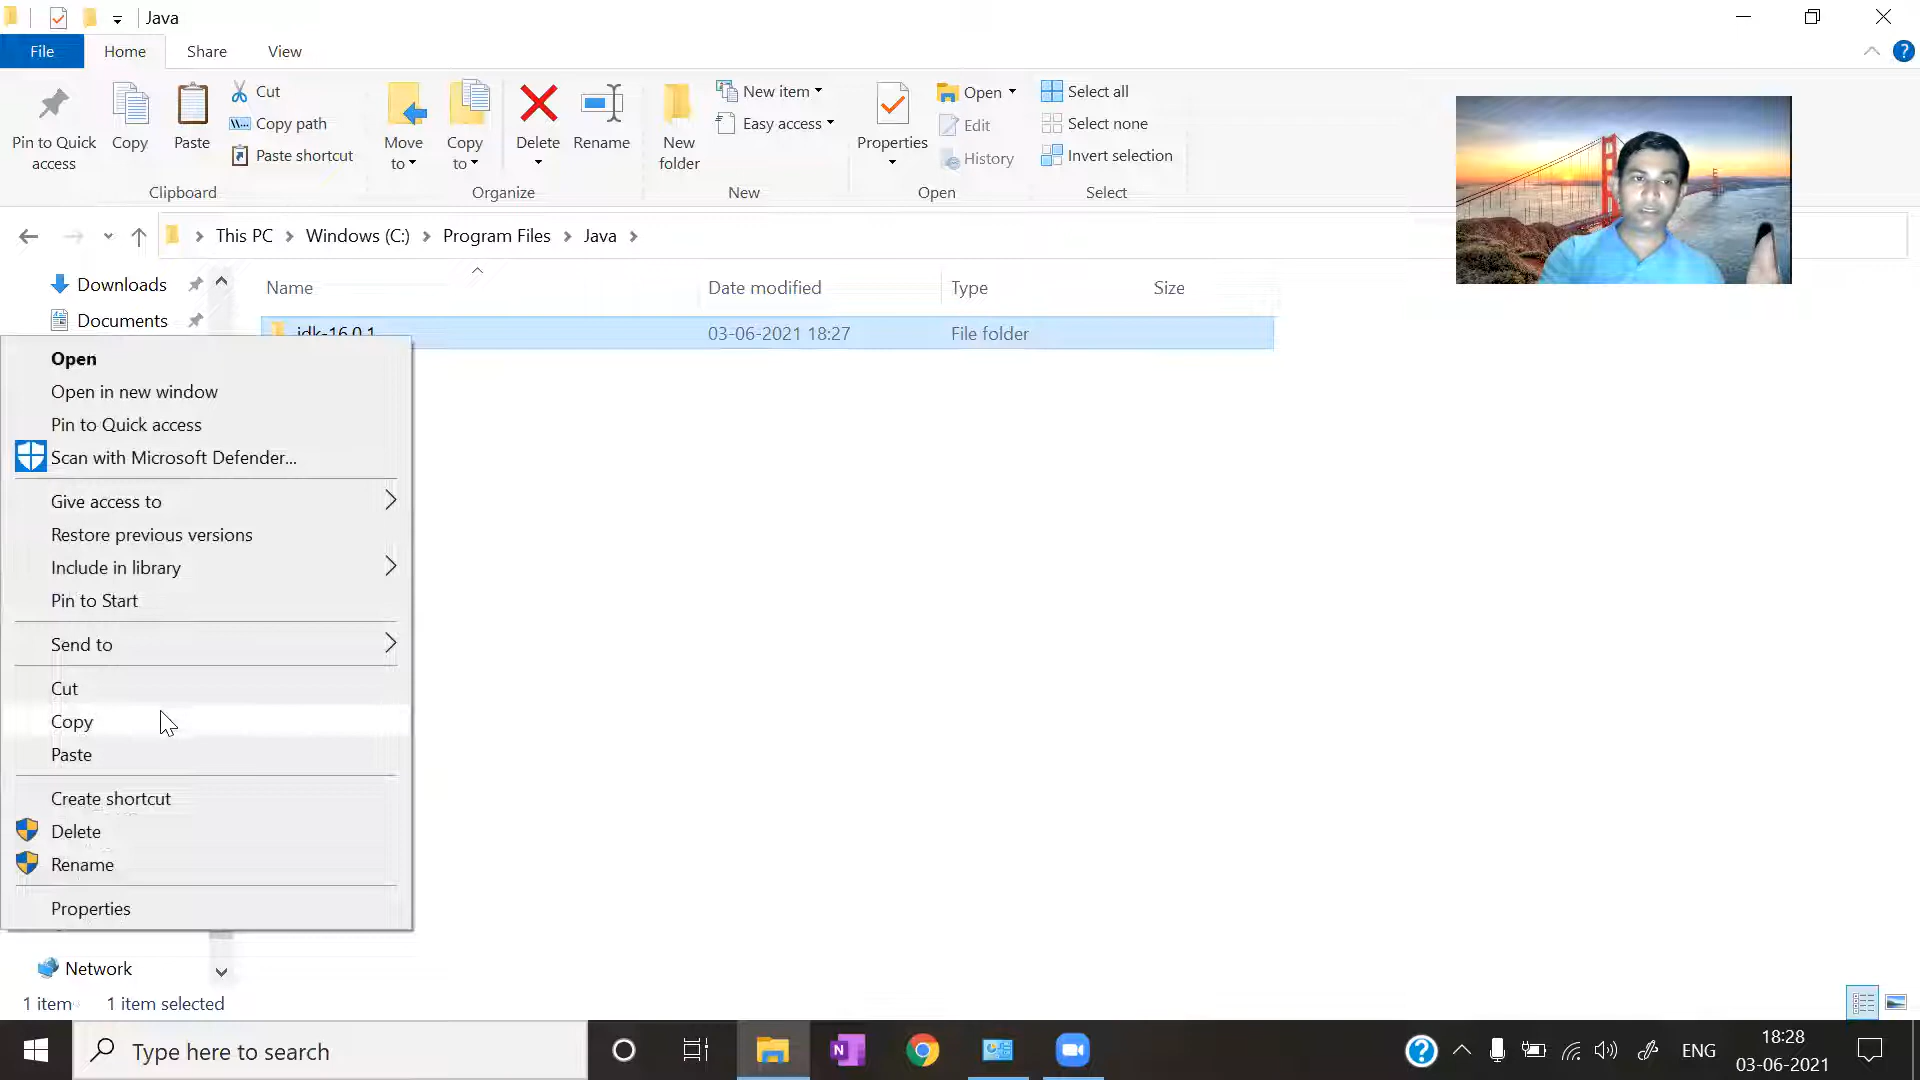 Java
File
Home
Share
View
Pin to Quick access
Copy
Paste
Cut
Copy path
Paste shortcut
Clipboard
Move to
Copy to
Delete
Rename
Organize
New folder
New item
Easy access
New
Properties
Open
Edit
History
Open
Select all
Select none
Invert selection
Select
This PC
Windows (C:)
Program Files
Java
Downloads
Documents
Name
Date modified
Type
Size
jdk-16.0.1
03-06-2021 18:27
File folder
Open
Open in new window
Pin to Quick access
Scan with Microsoft Defender...
Give access to
Restore previous versions
Include in library
Pin to Start
Send to
Cut
Copy
Paste
Create shortcut
Delete
Rename
Properties
Network
1 item
1 item selected
Type here to search
ENG
18:28
03-06-2021